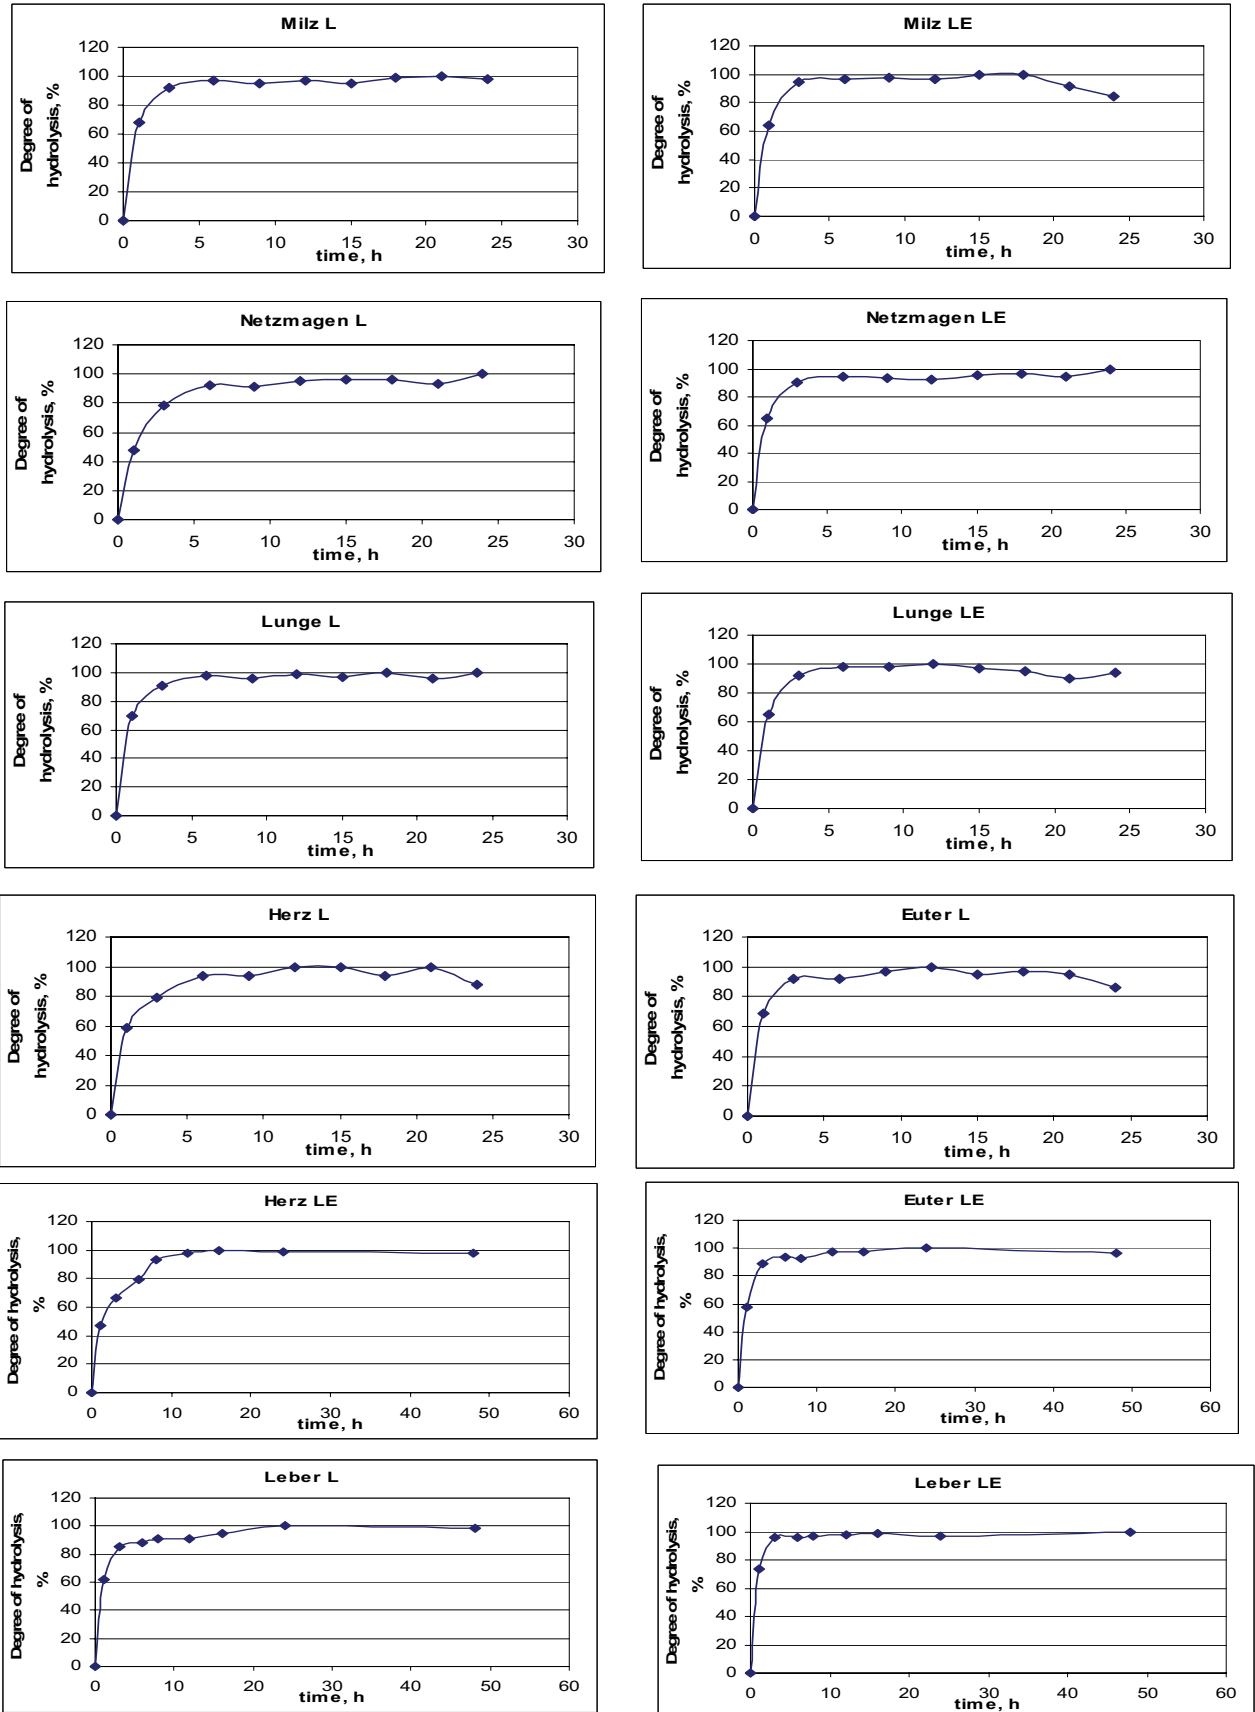 Milz L
Degree of
hydrolysis, %
120
100
80
60
40
20
0
0 5 10 15 20 25 30
time, h
Milz LE
Degree of
hydrolysis, %
120
100
80
60
40
20
0
0 5 10 15 20 25 30
time, h
Netzmagen L
Degree of
hydrolysis, %
120
100
80
60
40
20
0
0 5 10 15 20 25 30
time, h
Netzmagen LE
Degree of
hydrolysis, %
120
100
80
60
40
20
0
0 5 10 15 20 25 30
time, h
Lunge L
Degree of
hydrolysis, %
120
100
80
60
40
20
0
0 5 10 15 20 25 30
time, h
Lunge LE
Degree of
hydrolysis, %
120
100
80
60
40
20
0
0 5 10 15 20 25 30
time, h
Herz L
Degree of
hydrolysis, %
120
100
80
60
40
20
0
0 5 10 15 20 25 30
time, h
Euter L
Degree of
hydrolysis, %
120
100
80
60
40
20
0
0 5 10 15 20 25 30
time, h
Herz LE
Degree of hydrolysis,
%
120
100
80
60
40
20
0
0 10 20 30 40 50 60
time, h
Euter LE
Degree of hydrolysis,
%
120
100
80
60
40
20
0
0 10 20 30 40 50 60
time, h
Leber L
Degree of hydrolysis,
%
120
100
80
60
40
20
0
0 10 20 30 40 50 60
time, h
Leber LE
Degree of hydrolysis,
%
120
100
80
60
40
20
0
0 10 20 30 40 50 60
time, h